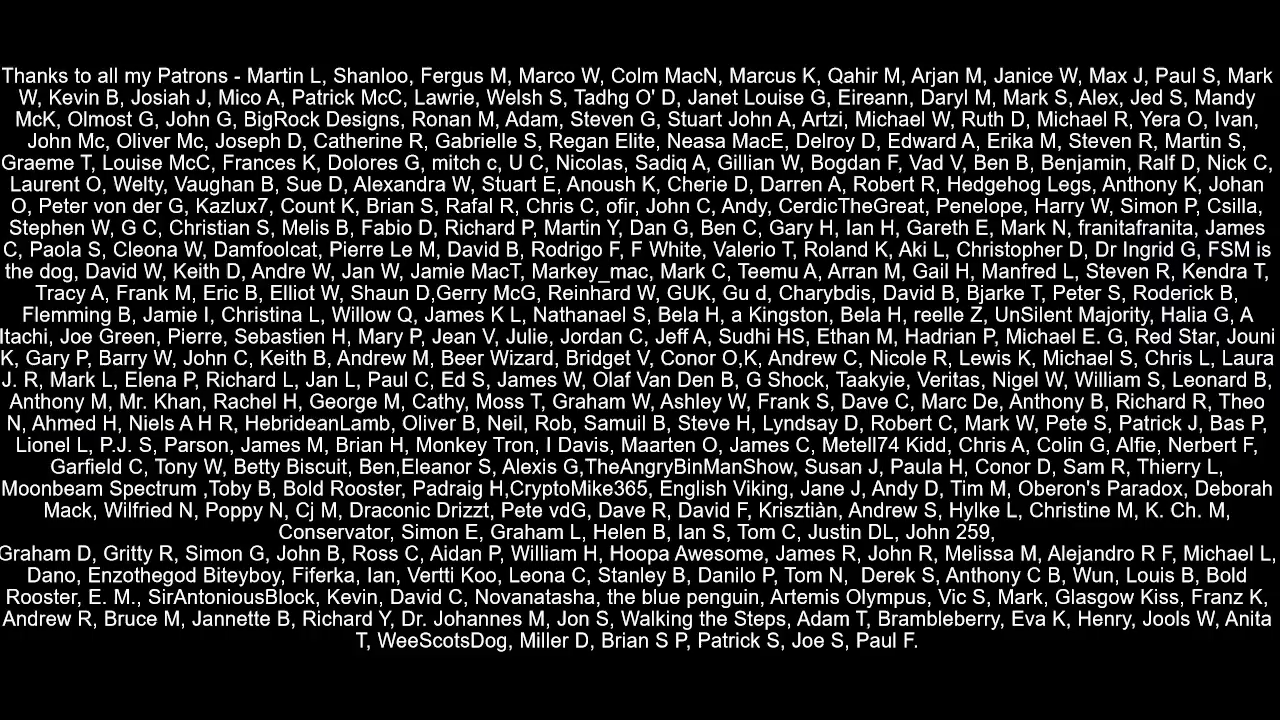 Thanks to all my Patrons - Martin L, Shanloo, Fergus M, Marco W, Colm MacN, Marcus K, Qahir M, Arjan M, Janice W, Max J, Paul S, Mark
W, Kevin B, Josiah J, Mico A, Patrick McC, Lawrie, Welsh S, Tadhg O' D, Janet Louise G, Eireann, Daryl M, Mark S, Alex, Jed S, Mandy
McK, Olmost G, John G, BigRock Designs, Ronan M, Adam, Steven G, Stuart John A, Artzi, Michael W, Ruth D, Michael R, Yera O, Ivan,
John Mc, Oliver Mc, Joseph D, Catherine R, Gabrielle S, Regan Elite, Neasa MacE, Delroy D, Edward A, Erika M, Steven R, Martin S,
Graeme T, Louise McC, Frances K, Dolores G, mitch c, U C, Nicolas, Sadiq A, Gillian W, Bogdan F, Vad V, Ben B, Benjamin, Ralf D, Nick C,
Laurent O, Welty, Vaughan B, Sue D, Alexandra W, Stuart E, Anoush K, Cherie D, Darren A, Robert R, Hedgehog Legs, Anthony K, Johan
O, Peter von der G, Kazlux7, Count K, Brian S, Rafal R, Chris C, ofir, John C, Andy, CerdicTheGreat, Penelope, Harry W, Simon P, Csilla,
Stephen W, G C, Christian S, Melis B, Fabio D, Richard P, Martin Y, Dan G, Ben C, Gary H, Ian H, Gareth E, Mark N, franitafranita, James
C, Paola S, Cleona W, Damfoolcat, Pierre Le M, David B, Rodrigo F, F White, Valerio T, Roland K, Aki L, Christopher D, Dr Ingrid G, FSM is
the dog, David W, Keith D, Andre W, Jan W, Jamie MacT, Markey_mac, Mark C, Teemu A, Arran M, Gail H, Manfred L, Steven R, Kendra T,
Tracy A, Frank M, Eric B, Elliot W, Shaun D,Gerry McG, Reinhard W, GUK, Gu d, Charybdis, David B, Bjarke T, Peter S, Roderick B,
Flemming B, Jamie I, Christina L, Willow Q, James K L, Nathanael S, Bela H, a Kingston, Bela H, reelle Z, UnSilent Majority, Halia G, A
Itachi, Joe Green, Pierre, Sebastien H, Mary P, Jean V, Julie, Jordan C, Jeff A, Sudhi HS, Ethan M, Hadrian P, Michael E. G, Red Star, Jouni
K, Gary P, Barry W, John C, Keith B, Andrew M, Beer Wizard, Bridget V, Conor O,K, Andrew C, Nicole R, Lewis K, Michael S, Chris L, Laura
J. R, Mark L, Elena P, Richard L, Jan L, Paul C, Ed S, James W, Olaf Van Den B, G Shock, Taakyie, Veritas, Nigel W, William S, Leonard B,
Anthony M, Mr. Khan, Rachel H, George M, Cathy, Moss T, Graham W, Ashley W, Frank S, Dave C, Marc De, Anthony B, Richard R, Theo
N, Ahmed H, Niels A H R, HebrideanLamb, Oliver B, Neil, Rob, Samuil B, Steve H, Lyndsay D, Robert C, Mark W, Pete S, Patrick J, Bas P,
Lionel L, P.J. S, Parson, James M, Brian H, Monkey Tron, I Davis, Maarten O, James C, Metell74 Kidd, Chris A, Colin G, Alfie, Nerbert F,
Garfield C, Tony W, Betty Biscuit, Ben,Eleanor S, Alexis G,TheAngryBinManShow, Susan J, Paula H, Conor D, Sam R, Thierry L,
Moonbeam Spectrum ,Toby B, Bold Rooster, Padraig H,CryptoMike365, English Viking, Jane J, Andy D, Tim M, Oberon's Paradox, Deborah
Mack, Wilfried N, Poppy N, Cj M, Draconic Drizzt, Pete vdG, Dave R, David F, Krisztiàn, Andrew S, Hylke L, Christine M, K. Ch. M,
Conservator, Simon E, Graham L, Helen B, Ian S, Tom C, Justin DL, John 259,
Graham D, Gritty R, Simon G, John B, Ross C, Aidan P, William H, Hoopa Awesome, James R, John R, Melissa M, Alejandro R F, Michael L,
Dano, Enzothegod Biteyboy, Fiferka, Ian, Vertti Koo, Leona C, Stanley B, Danilo P, Tom N,  Derek S, Anthony C B, Wun, Louis B, Bold
Rooster, E. M., SirAntoniousBlock, Kevin, David C, Novanatasha, the blue penguin, Artemis Olympus, Vic S, Mark, Glasgow Kiss, Franz K,
Andrew R, Bruce M, Jannette B, Richard Y, Dr. Johannes M, Jon S, Walking the Steps, Adam T, Brambleberry, Eva K, Henry, Jools W, Anita
T, WeeScotsDog, Miller D, Brian S P, Patrick S, Joe S, Paul F.